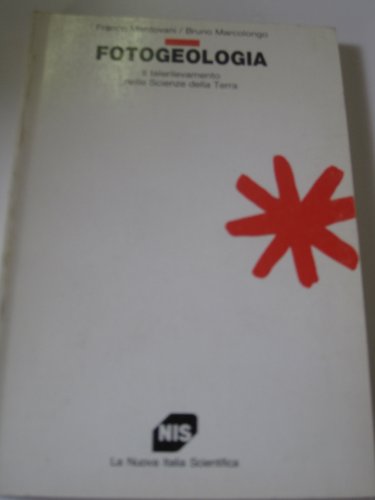 Franco Mantovani / Bruno Marcolongo
FOTOGEOLOGIA
Il telerilevamento
nelle Scienze della Terra
NIS
La Nuova Italia Scientifica